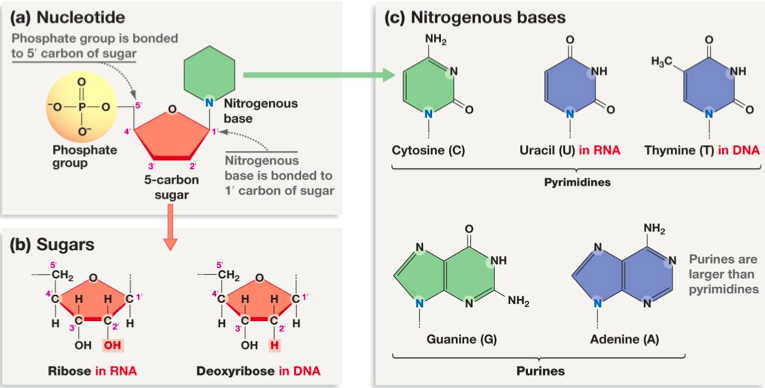 (a) Nucleotide
Phosphate group is bonded
to 5′ carbon of sugar
O
⁻O
P
O
O⁻
5′
O
4′
1′
3′
2′
N
Nitrogenous
base
Phosphate
group
5-carbon
sugar
Nitrogenous
base is bonded to
1′ carbon of sugar
(b) Sugars
5′
CH₂
O
4′
1′
H
H
H
H
3′
2′
OH
OH
Ribose in RNA
5′
CH₂
O
4′
C
1′
H
H
H
H
3′
C
C
2′
OH
H
Deoxyribose in DNA
(c) Nitrogenous bases
NH₂
N
N
O
Cytosine (C)
O
NH
N
O
Uracil (U) in RNA
O
H₃C
NH
N
O
Thymine (T) in DNA
Pyrimidines
O
N
NH
N
N
NH₂
Guanine (G)
NH₂
N
N
N
N
Adenine (A)
Purines are
larger than
pyrimidines
Purines